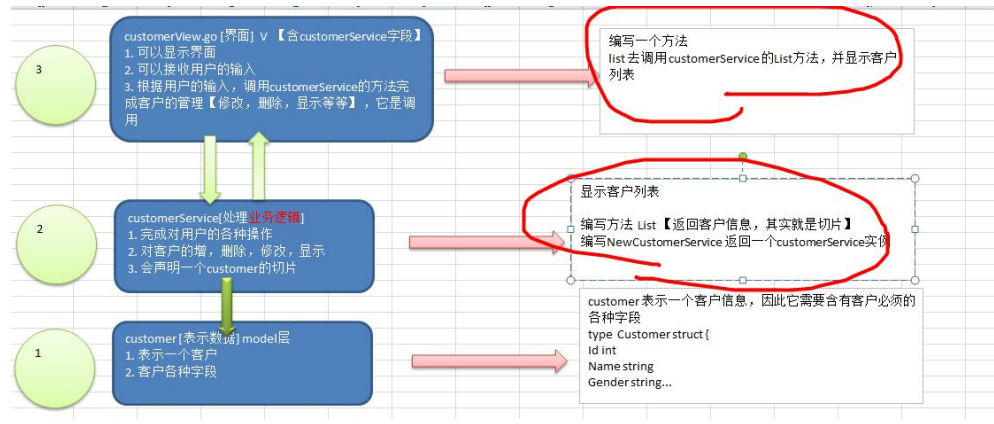 3
customerView.go [界面] V 【含customerService字段】
1. 可以显示界面
2. 可以接收用户的输入
3. 根据用户的输入，调用customerService的方法完
成客户的管理【修改，删除，显示等等】，它是调
用
编写一个方法
list 去调用customerService 的List方法，并显示客户
列表
2
customerService[处理业务逻辑]
1. 完成对用户的各种操作
2. 对客户的增，删除，修改，显示
3. 会声明一个customer的切片
显示客户列表
编写方法 List 【返回客户信息，其实就是切片】
编写NewCustomerService 返回一个customerService实例
1
customer [表示数据] model层
1. 表示一个客户
2. 客户各种字段
customer 表示一个客户信息，因此它需要含有客户必须的
各种字段
type Customer struct {
Id int
Name string
Gender string...